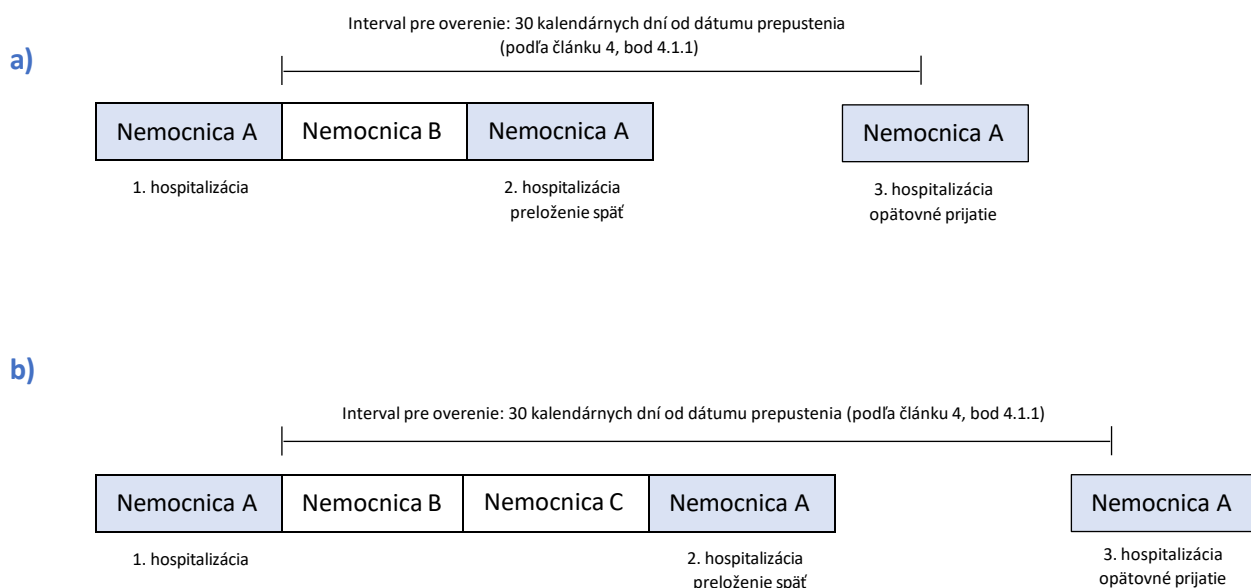 Interval pre overenie: 30 kalendárnych dní od dátumu prepustenia
(podľa článku 4, bod 4.1.1)
a)
Nemocnica A Nemocnica B Nemocnica A Nemocnica A
1. hospitalizácia 2. hospitalizácia 3. hospitalizácia
preloženie späť opätovné prijatie
b)
Interval pre overenie: 30 kalendárnych dní od dátumu prepustenia (podľa článku 4, bod 4.1.1)
Nemocnica A Nemocnica B Nemocnica C Nemocnica A Nemocnica A
1. hospitalizácia 2. hospitalizácia 3. hospitalizácia
preloženie späť opätovné prijatie